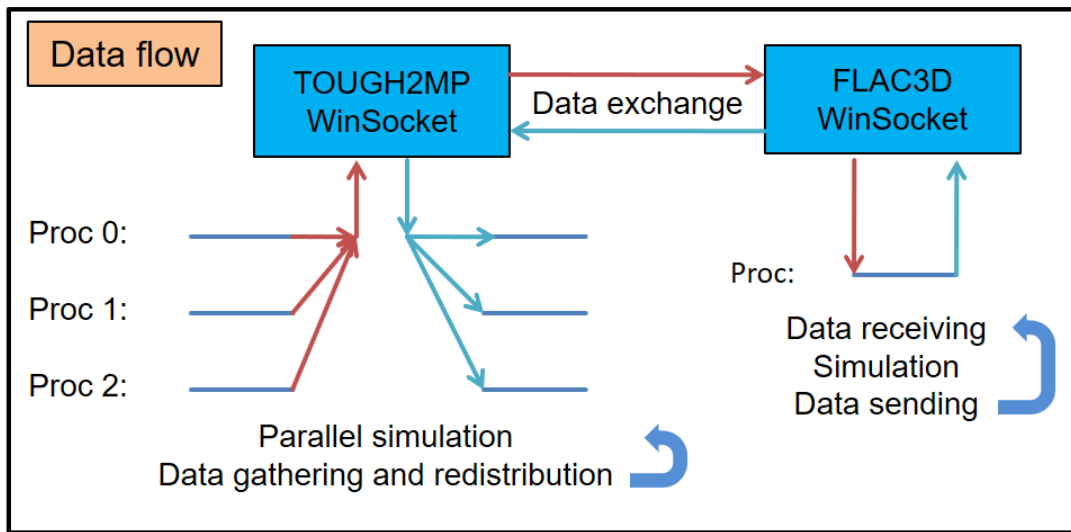 Data flow
TOUGH2MP
WinSocket
Data exchange
FLAC3D
WinSocket
Proc 0:
Proc 1:
Proc 2:
Proc:
Parallel simulation
Data gathering and redistribution
Data receiving
Simulation
Data sending